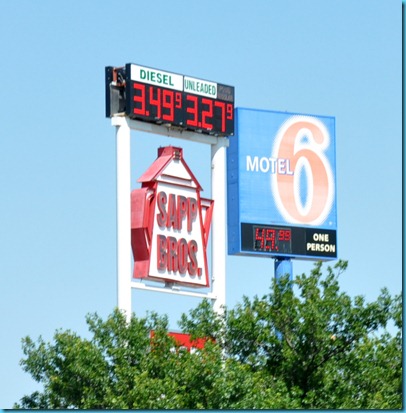 DIESEL UNLEADED
3.49⁹ 3.27⁹
SAPP
BROS.
MOTEL 6
ONE
PERSON